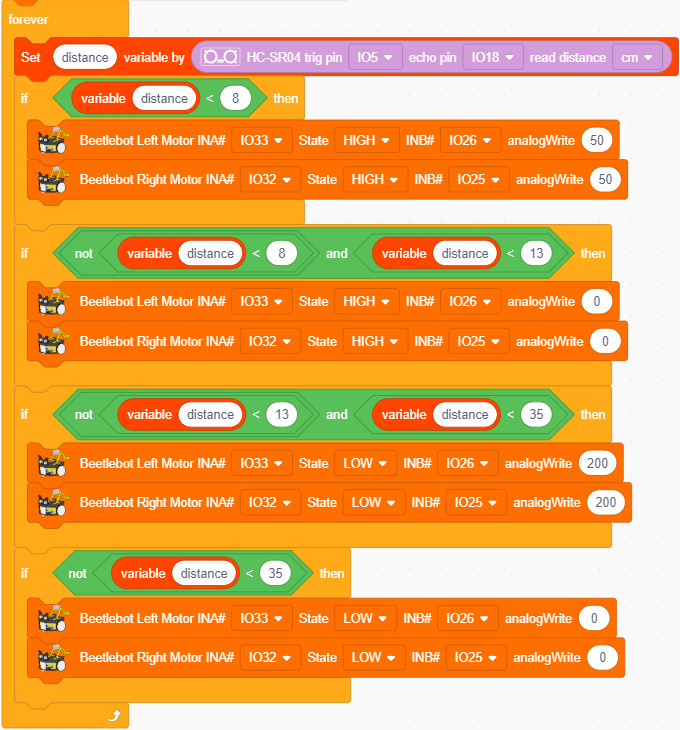 forever
Set distance variable by HC-SR04 trig pin IO5 echo pin IO18 read distance cm
if variable distance < 8 then
Beetlebot Left Motor INA# IO33 State HIGH INB# IO26 analogWrite 50
Beetlebot Right Motor INA# IO32 State HIGH INB# IO25 analogWrite 50
if not variable distance < 8 and variable distance < 13 then
Beetlebot Left Motor INA# IO33 State HIGH INB# IO26 analogWrite 0
Beetlebot Right Motor INA# IO32 State HIGH INB# IO25 analogWrite 0
if not variable distance < 13 and variable distance < 35 then
Beetlebot Left Motor INA# IO33 State LOW INB# IO26 analogWrite 200
Beetlebot Right Motor INA# IO32 State LOW INB# IO25 analogWrite 200
if not variable distance < 35 then
Beetlebot Left Motor INA# IO33 State LOW INB# IO26 analogWrite 0
Beetlebot Right Motor INA# IO32 State LOW INB# IO25 analogWrite 0